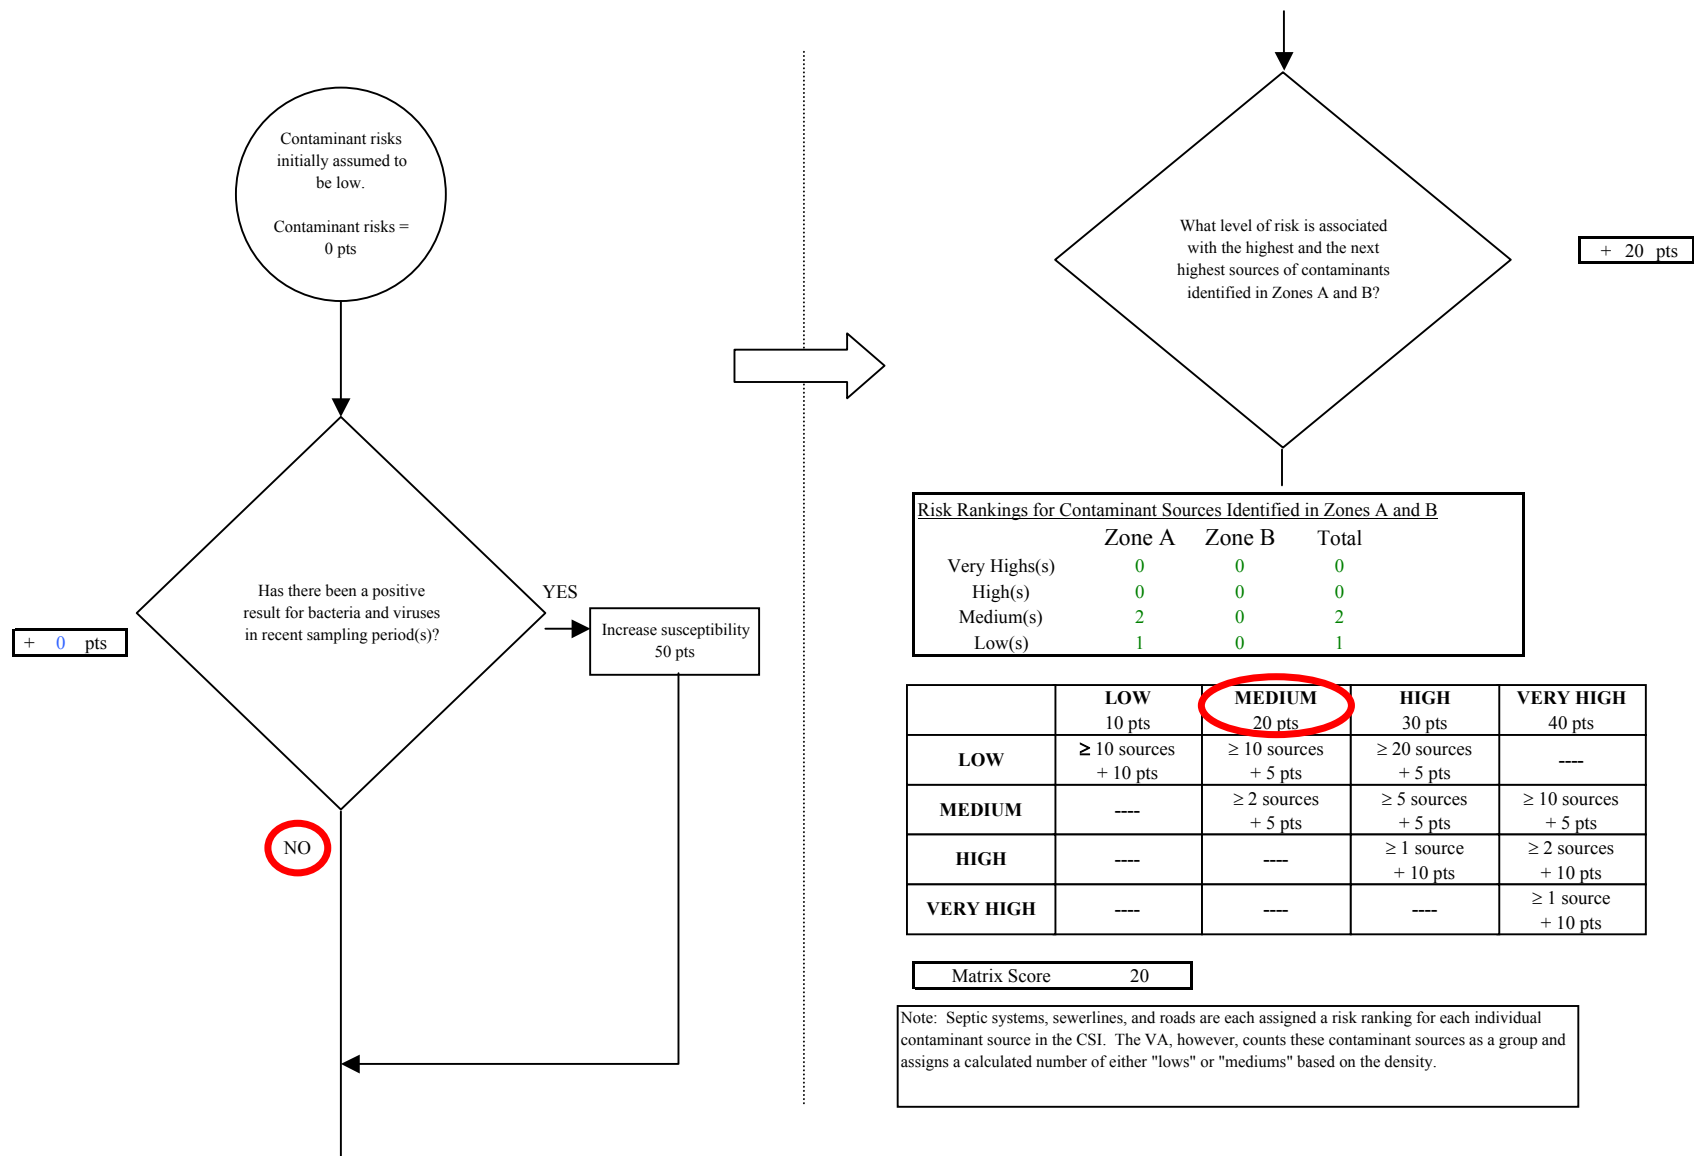 Contaminant risks
initially assumed to
be low.
Contaminant risks =
0 pts
Has there been a positive
result for bacteria and viruses
in recent sampling period(s)?
+ 0 pts
YES
Increase susceptibility
50 pts
NO
What level of risk is associated
with the highest and the next
highest sources of contaminants
identified in Zones A and B?
+ 20 pts
Risk Rankings for Contaminant Sources Identified in Zones A and B
Zone A Zone B Total
Very Highs(s) 0 0 0
High(s) 0 0 0
Medium(s) 2 0 2
Low(s) 1 0 1
LOW MEDIUM HIGH VERY HIGH
10 pts 20 pts 30 pts 40 pts
LOW ≥ 10 sources ≥ 10 sources ≥ 20 sources ----
+ 10 pts + 5 pts + 5 pts
MEDIUM ---- ≥ 2 sources ≥ 5 sources ≥ 10 sources
+ 5 pts + 5 pts + 5 pts
HIGH ---- ---- ≥ 1 source ≥ 2 sources
+ 10 pts + 10 pts
VERY HIGH ---- ---- ---- ≥ 1 source
+ 10 pts
Matrix Score 20
Note: Septic systems, sewerlines, and roads are each assigned a risk ranking for each individual
contaminant source in the CSI. The VA, however, counts these contaminant sources as a group and
assigns a calculated number of either "lows" or "mediums" based on the density.